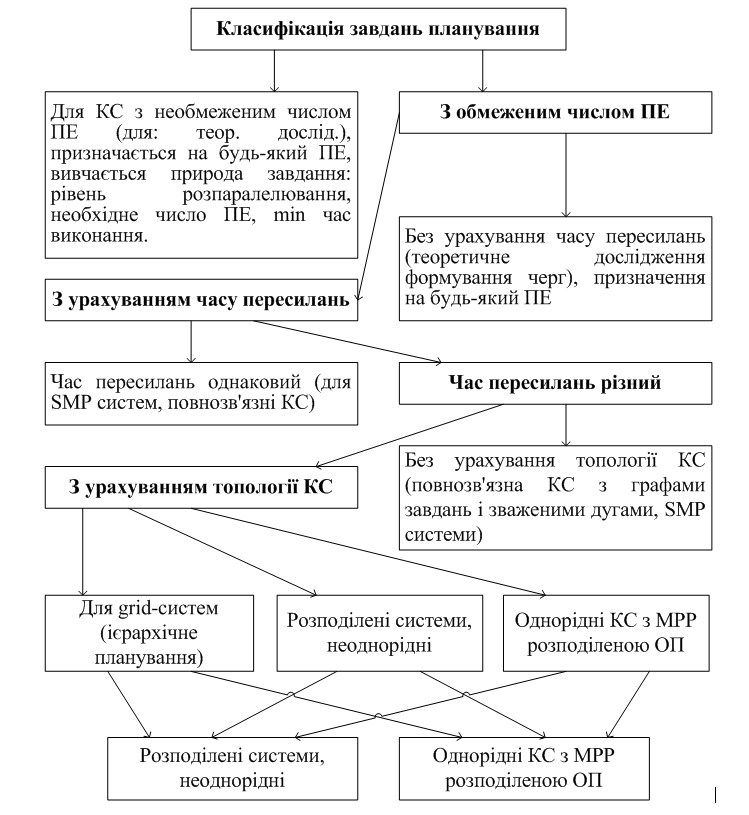 Класифікація завдань планування
Для КС з необмеженим числом
ПЕ (для: теор. дослід.),
призначається на будь-який ПЕ,
вивчається природа завдання:
рівень розпаралелювання,
необхідне число ПЕ, min час
виконання.
З обмеженим числом ПЕ
Без урахування часу пересилань
(теоретичне дослідження
формування черг), призначення
на будь-який ПЕ
З урахуванням часу пересилань
Час пересилань однаковий (для
SMP систем, повнозв'язні КС)
Час пересилань різний
Без урахування топології КС
(повнозв'язна КС з графами
завдань і зваженими дугами, SMP
системи)
З урахуванням топології КС
Для grid-систем
(ієрархічне
планування)
Розподілені системи,
неоднорідні
Однорідні КС з МРР
розподіленою ОП
Розподілені системи,
неоднорідні
Однорідні КС з МРР
розподіленою ОП